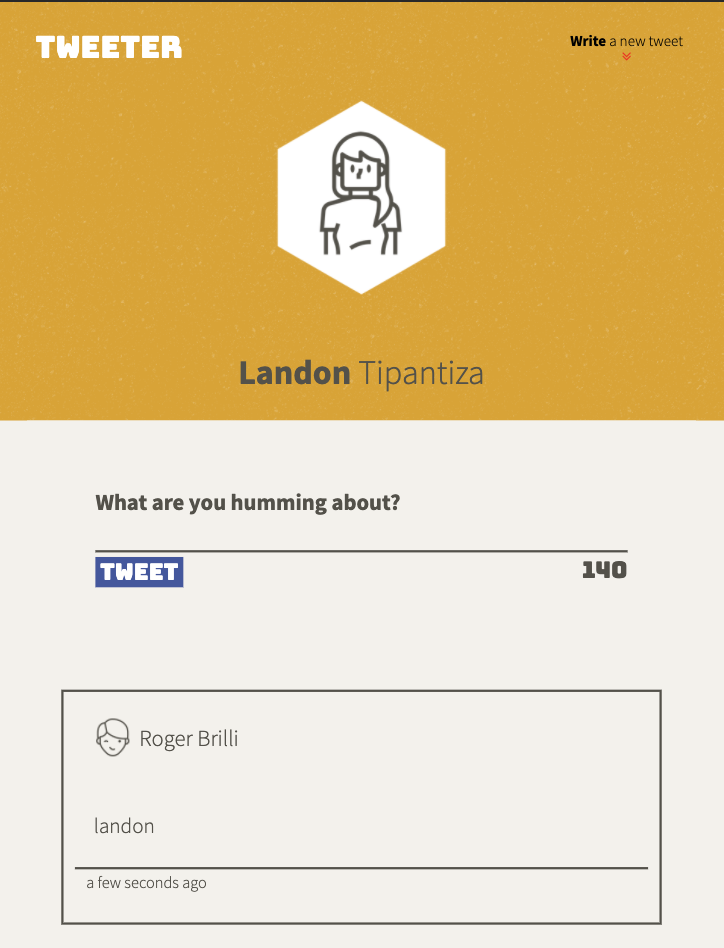 TWEETER
Write a new tweet
Landon Tipantiza
What are you humming about?
TWEET
140
Roger Brilli
landon
a few seconds ago